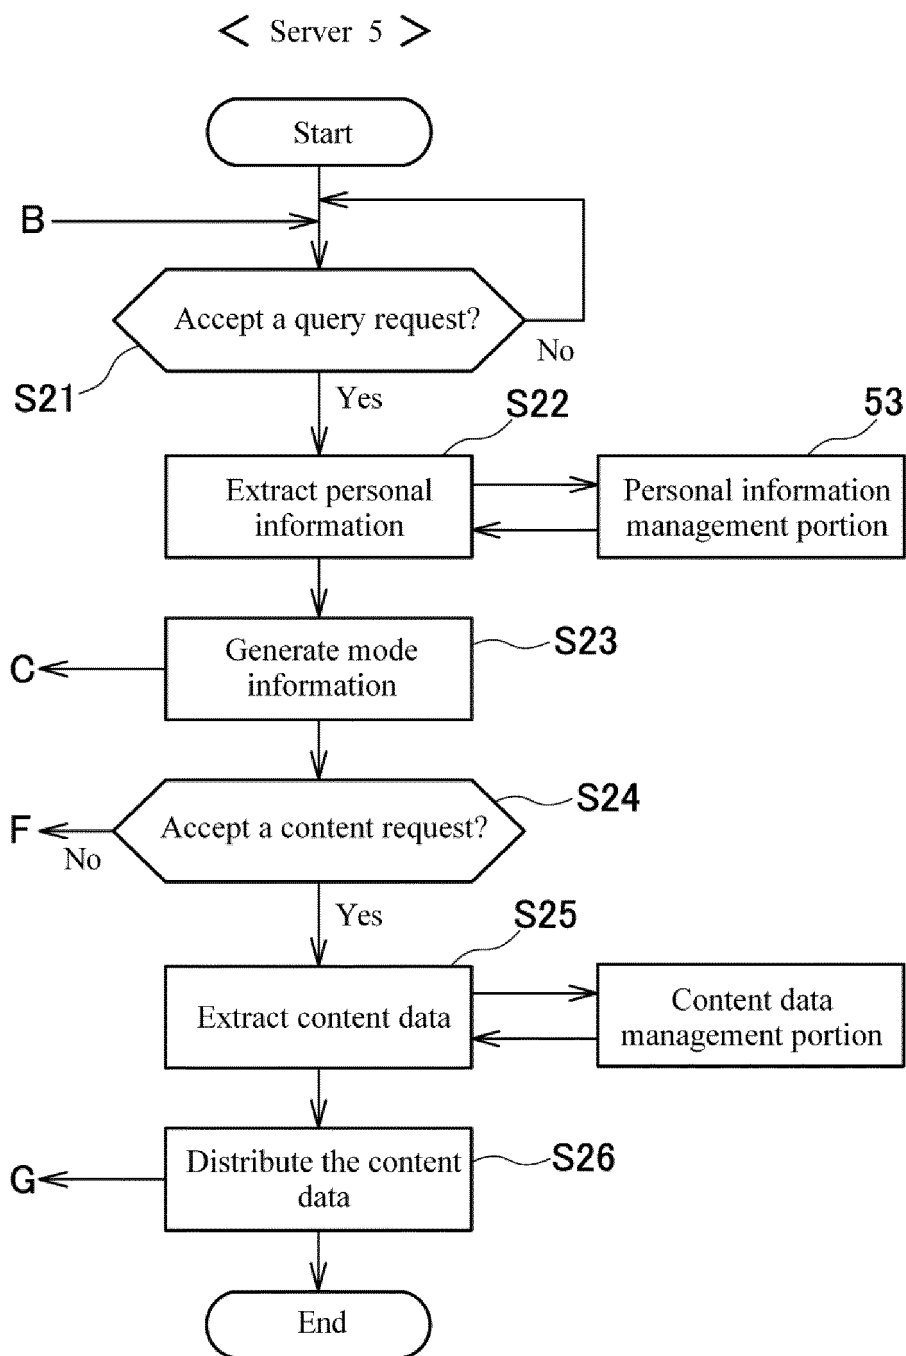 < Server 5 >
Start
B
Accept a query request?
No
S21
Yes
S22
53
Extract personal
information
Personal information
management portion
S23
Generate mode
information
C
S24
Accept a content request?
F
No
Yes
S25
Extract content data
Content data
management portion
S26
Distribute the content
data
G
End